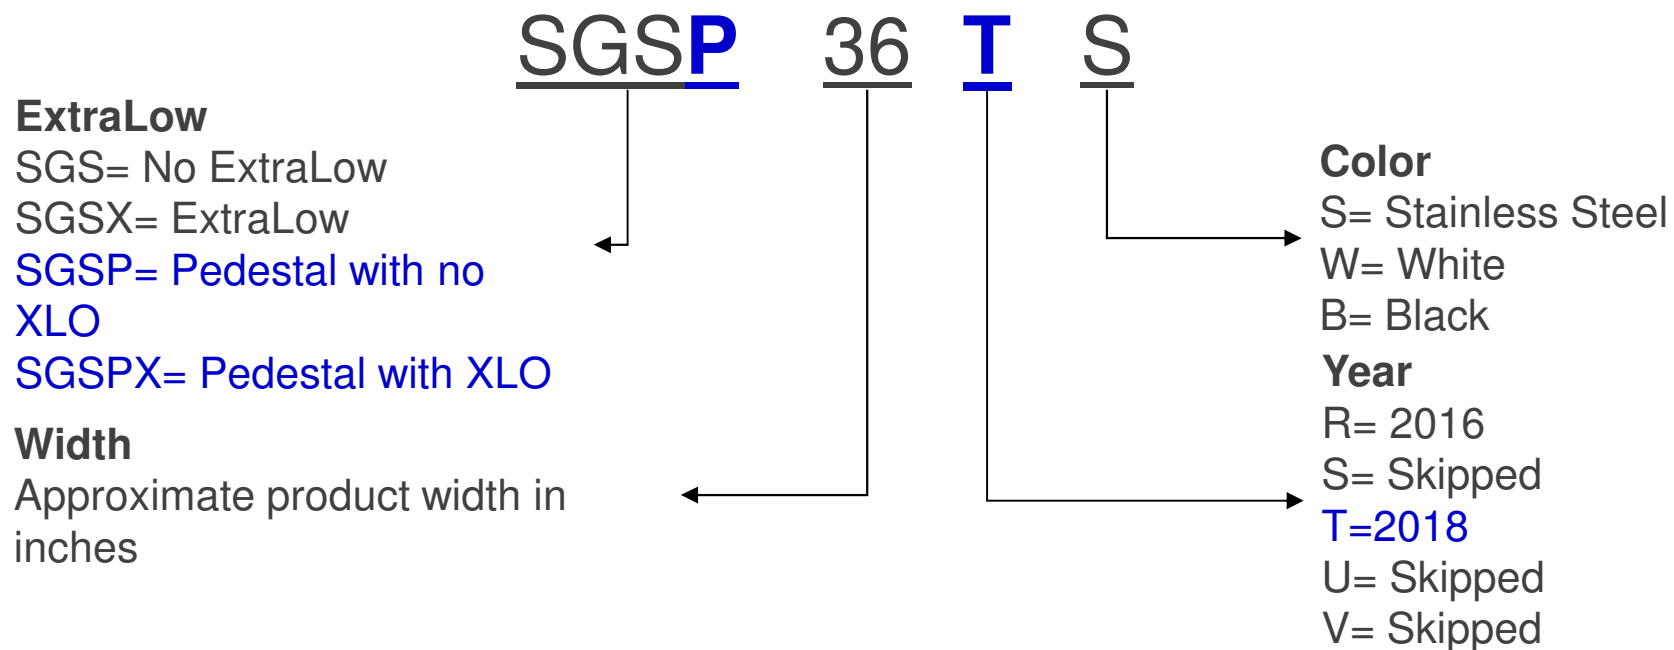 SGSP 36 T S
ExtraLow
SGS= No ExtraLow
SGSX= ExtraLow
SGSP= Pedestal with no
XLO
SGSPX= Pedestal with XLO
Width
Approximate product width in
inches
Color
S= Stainless Steel
W= White
B= Black
Year
R= 2016
S= Skipped
T=2018
U= Skipped
V= Skipped